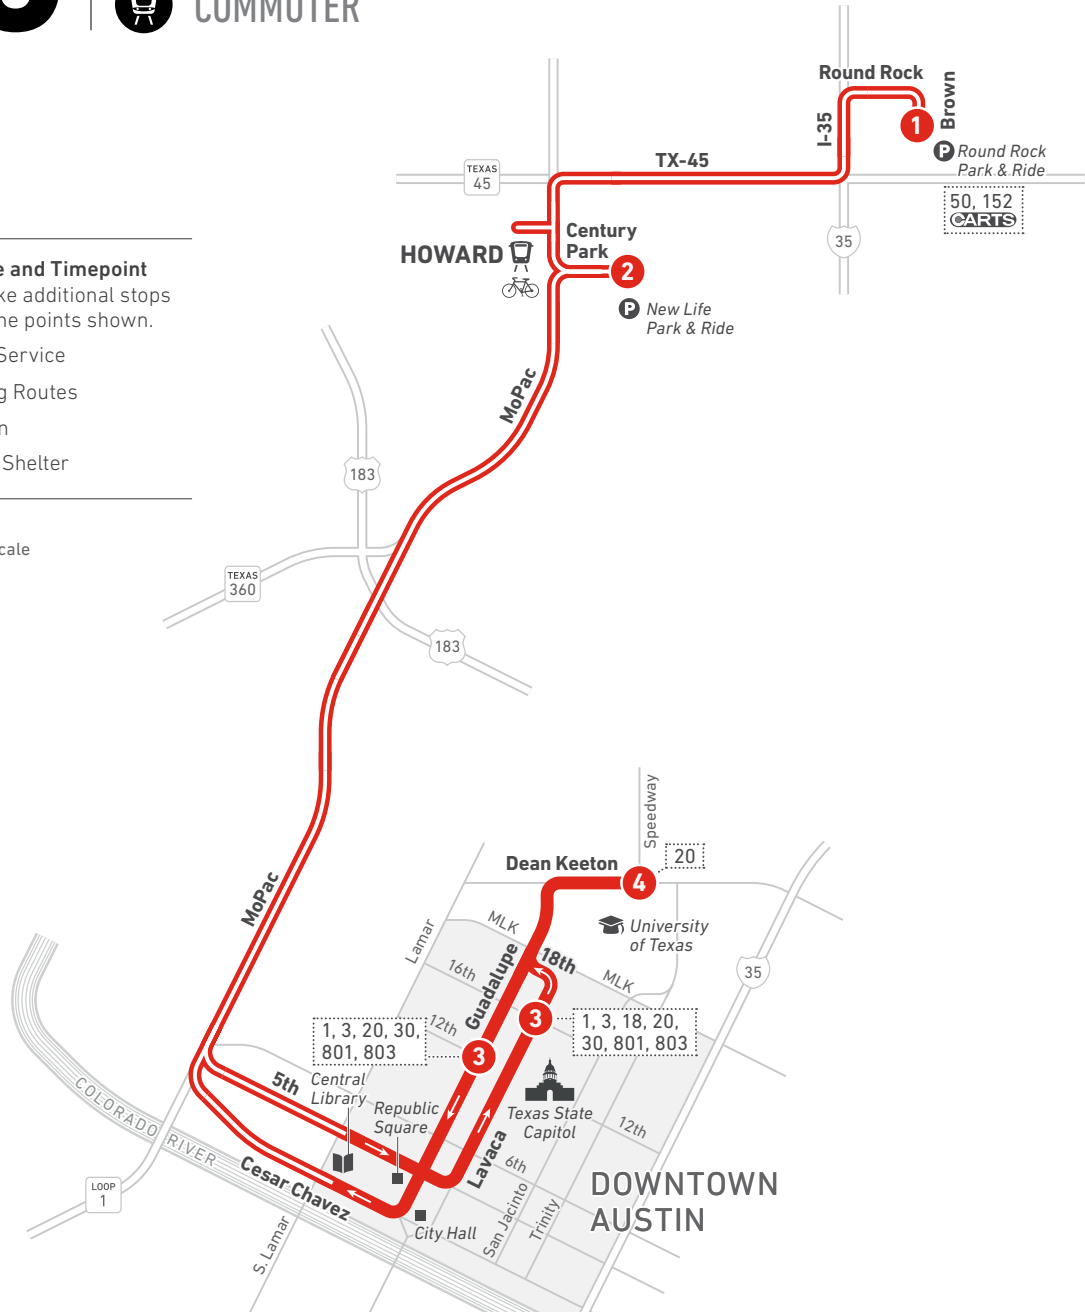 COMMUTER
Round Rock
Brown
I-35
1
P Round Rock
Park & Ride
50, 152
CARTS
TX-45
TEXAS
45
35
Century
Park
HOWARD
2
P New Life
Park & Ride
and Timepoint
additional stops
points shown.
Service
Routes
Shelter
MoPac
183
TEXAS
360
183
Speedway
20
Dean Keeton
4
MoPac
Lamar
MLK
University
of Texas
18th
16th
Guadalupe
MLK
35
3
1, 3, 18, 20,
30, 801, 803
12th
1, 3, 20, 30,
801, 803
3
5th
Central
Library
Republic
Square
Texas State
Capitol
12th
COLORADO RIVER
Lavaca
6th
Cesar Chavez
LOOP
1
DOWNTOWN
AUSTIN
San Jacinto
Trinity
City Hall
S. Lamar